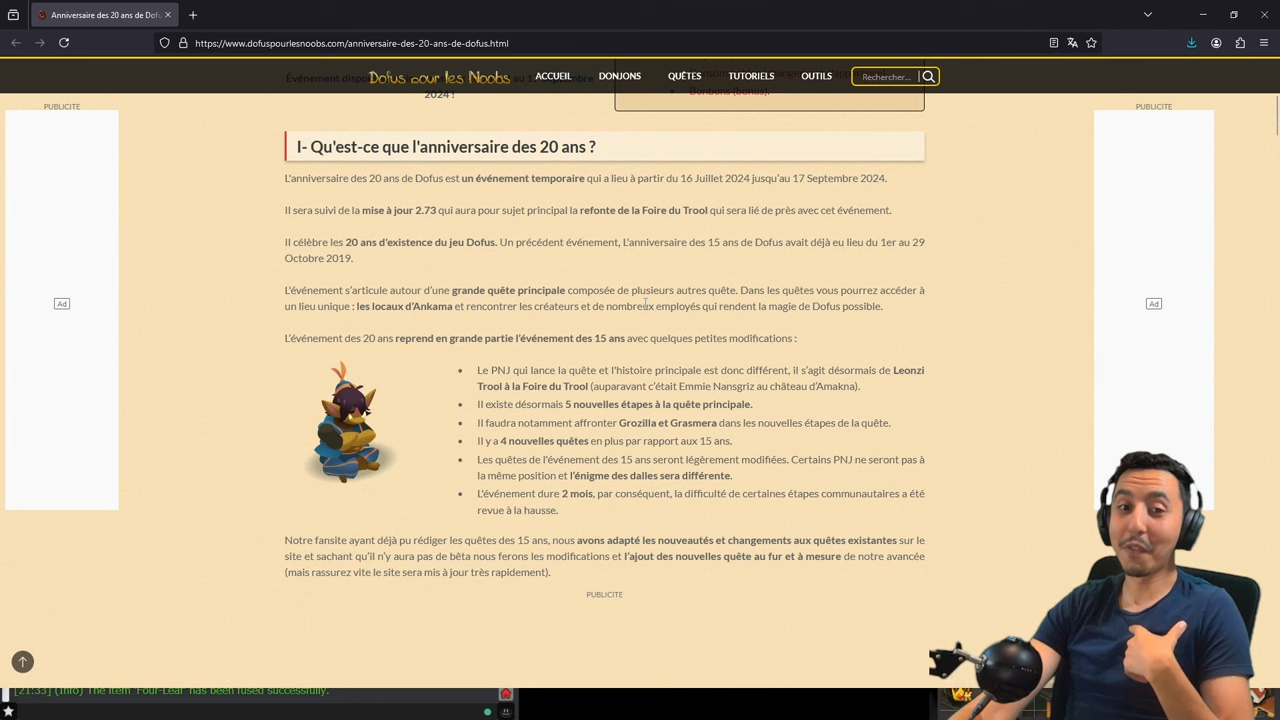 Anniversaire des 20 ans de Dofu
https://www.dofuspourlesnoobs.com/anniversaire-des-20-ans-de-dofus.html
Dofus pour les Noobs
ACCUEIL
DONJONS
QUÊTES
TUTORIELS
OUTILS
Rechercher...
2024 !
Bonbons (bonus).
PUBLICITE
PUBLICITE
I- Qu'est-ce que l'anniversaire des 20 ans ?
L'anniversaire des 20 ans de Dofus est un événement temporaire qui a lieu à partir du 16 Juillet 2024 jusqu'au 17 Septembre 2024.
Il sera suivi de la mise à jour 2.73 qui aura pour sujet principal la refonte de la Foire du Trool qui sera lié de près avec cet événement.
Il célèbre les 20 ans d'existence du jeu Dofus. Un précédent événement, L'anniversaire des 15 ans de Dofus avait déjà eu lieu du 1er au 29
Octobre 2019.
L'événement s'articule autour d'une grande quête principale composée de plusieurs autres quête. Dans les quêtes vous pourrez accéder à
un lieu unique : les locaux d'Ankama et rencontrer les créateurs et de nombreux employés qui rendent la magie de Dofus possible.
L'événement des 20 ans reprend en grande partie l'événement des 15 ans avec quelques petites modifications :
Le PNJ qui lance la quête et l'histoire principale est donc différent, il s'agit désormais de Leonzi
Trool à la Foire du Trool (auparavant c'était Emmie Nansgriz au château d'Amakna).
Il existe désormais 5 nouvelles étapes à la quête principale.
Il faudra notamment affronter Grozilla et Grasmera dans les nouvelles étapes de la quête.
Il y a 4 nouvelles quêtes en plus par rapport aux 15 ans.
Les quêtes de l'événement des 15 ans seront légèrement modifiées. Certains PNJ ne seront pas à
la même position et l'énigme des dalles sera différente.
L'événement dure 2 mois, par conséquent, la difficulté de certaines étapes communautaires a été
revue à la hausse.
Ad
Ad
Notre fansite ayant déjà pu rédiger les quêtes des 15 ans, nous avons adapté les nouveautés et changements aux quêtes existantes sur le
site et sachant qu'il n'y aura pas de bêta nous ferons les modifications et l'ajout des nouvelles quête au fur et à mesure de notre avancée
(mais rassurez vite le site sera mis à jour très rapidement).
PUBLICITE
[21:33] (Info) The item 'Four-Leaf' has been fused successfully.